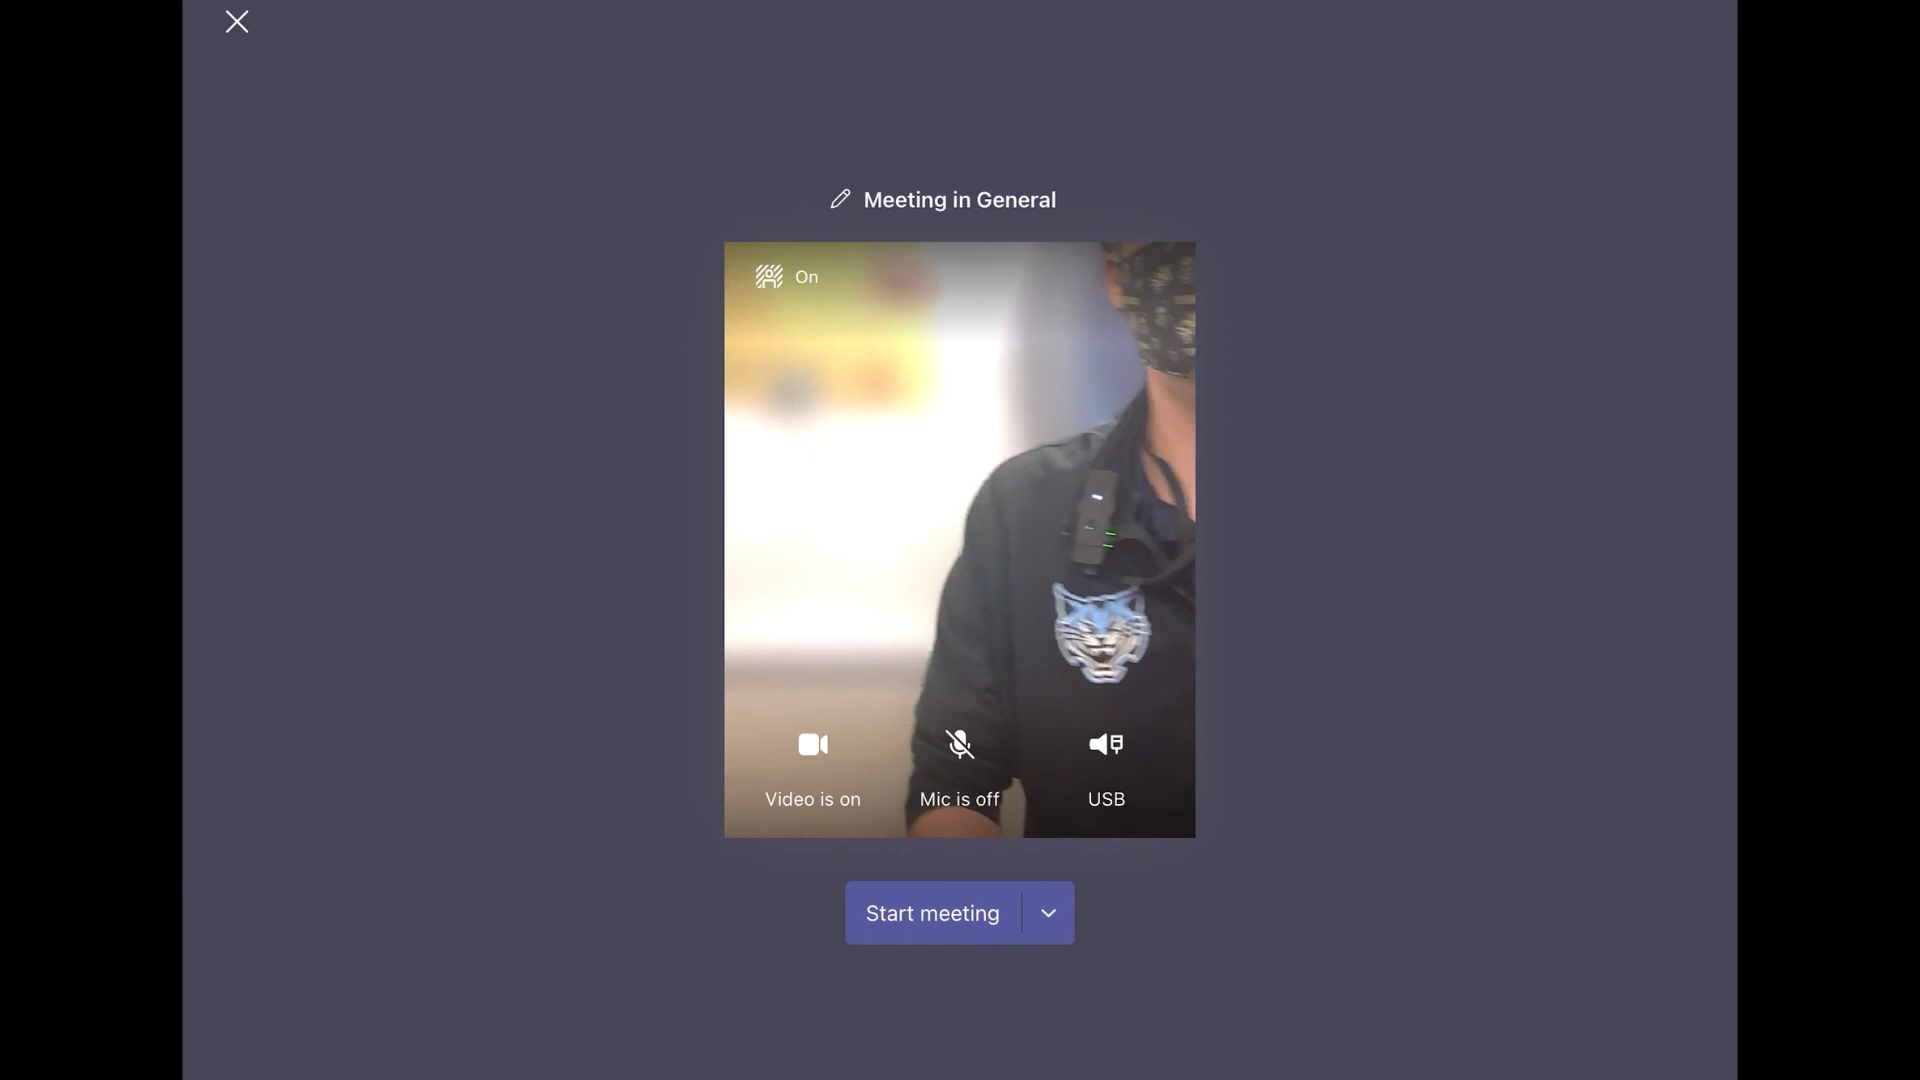 Meeting in General
On
Video is on
Mic is off
USB
Start meeting